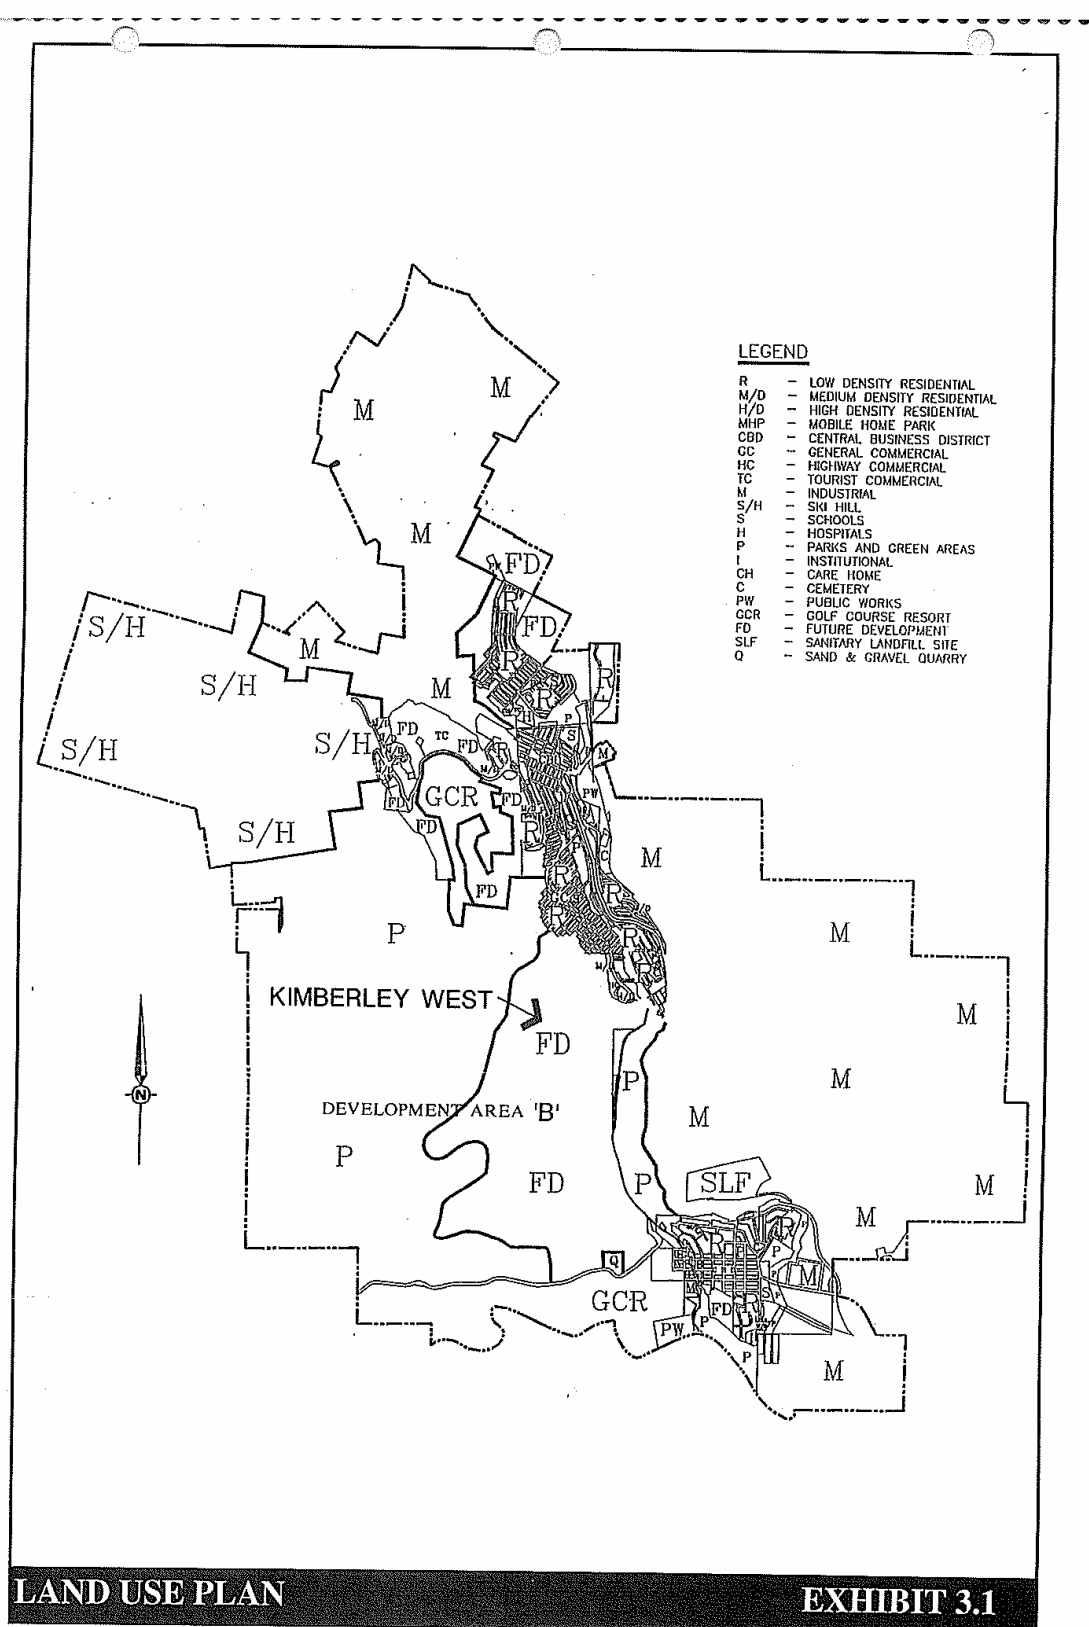 M
M
LEGEND
R – LOW DENSITY RESIDENTIAL
M/D – MEDIUM DENSITY RESIDENTIAL
H/D – HIGH DENSITY RESIDENTIAL
MHP – MOBILE HOME PARK
CBD – CENTRAL BUSINESS DISTRICT
GC – GENERAL COMMERCIAL
HC – HIGHWAY COMMERCIAL
TC – TOURIST COMMERCIAL
M – INDUSTRIAL
S/H – SKI HILL
S – SCHOOLS
H – HOSPITALS
P – PARKS AND GREEN AREAS
I – INSTITUTIONAL
CH – CARE HOME
C – CEMETERY
PW – PUBLIC WORKS
GCR – GOLF COURSE RESORT
FD – FUTURE DEVELOPMENT
SLF – SANITARY LANDFILL SITE
Q – SAND & GRAVEL QUARRY
M
FD
R
FD
S/H
M
R
S/H
M
R
S
R
H
P
S/H
S/H
FD
TC
FD
R
S
M
GCR
FD
PW
FD
FD
R
P
S/H
C
M
FD
R
R
R
P
R
M
R
KIMBERLEY WEST
FD
M
P
M
DEVELOPMENT AREA 'B'
M
P
FD
P
SLF
M
M
R
R
P
Q
M
GCR
FD
R
S
PW
P
P
M
N
LAND USE PLAN
EXHIBIT 3.1